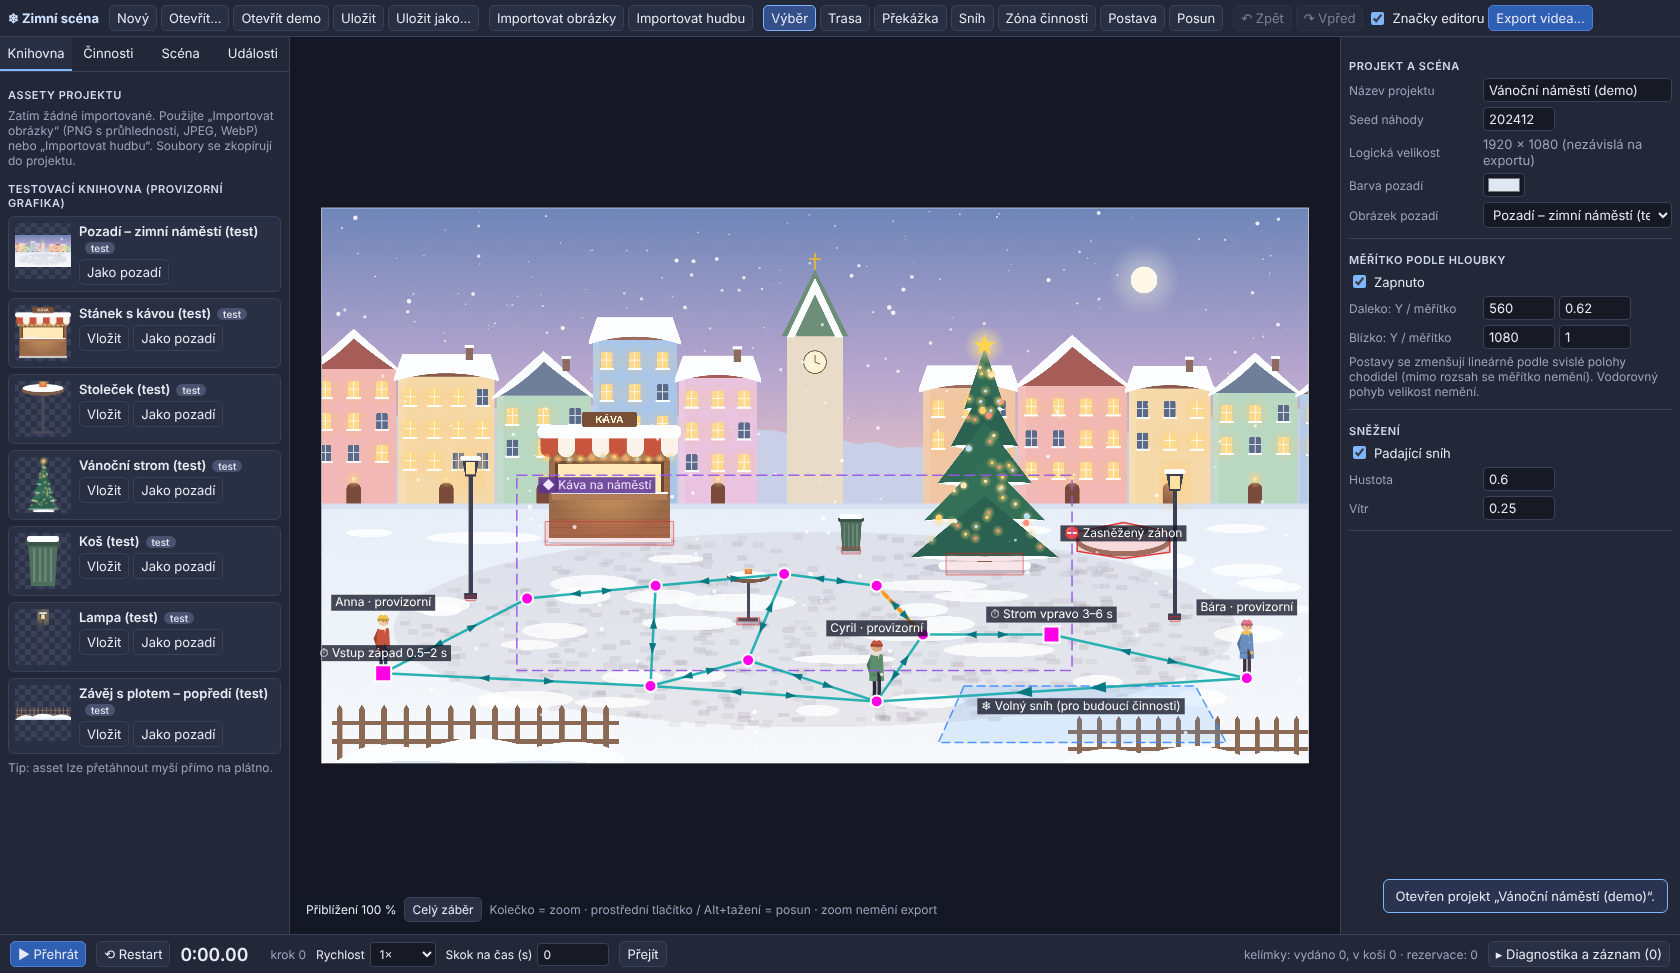 ❄ Zimní scéna Nový Otevřít... Otevřít demo Uložit Uložit jako... Importovat obrázky Importovat hudbu Výběr Trasa Překážka Sníh Zóna činnosti Postava Posun ↶ Zpět ↷ Vpřed Značky editoru Export videa...
Knihovna Činnosti Scéna Události
ASSETY PROJEKTU
Zatím žádné importované. Použijte „Importovat
obrázky“ (PNG s průhledností, JPEG, WebP)
nebo „Importovat hudbu“. Soubory se zkopírují
do projektu.
TESTOVACÍ KNIHOVNA (PROVIZORNÍ
GRAFIKA)
Pozadí – zimní náměstí (test)
test
Jako pozadí
Stánek s kávou (test) test
Vložit Jako pozadí
Stoleček (test) test
Vložit Jako pozadí
Vánoční strom (test) test
Vložit Jako pozadí
Koš (test) test
Vložit Jako pozadí
Lampa (test) test
Vložit Jako pozadí
Závěj s plotem – popředí (test)
test
Vložit Jako pozadí
Tip: asset lze přetáhnout myší přímo na plátno.
KÁVA
◆ Káva na náměstí
⛔ Zasněžený záhon
Anna · provizorní
⏱ Strom vpravo 3–6 s
Bára · provizorní
Cyril · provizorní
⏱ Vstup západ 0.5–2 s
❄ Volný sníh (pro budoucí činnosti)
Přiblížení 100 % Celý záběr Kolečko = zoom · prostřední tlačítko / Alt+tažení = posun · zoom nemění export
PROJEKT A SCÉNA
Název projektu Vánoční náměstí (demo)
Seed náhody 202412
Logická velikost 1920 × 1080 (nezávislá na
exportu)
Barva pozadí
Obrázek pozadí Pozadí – zimní náměstí (te
MĚŘÍTKO PODLE HLOUBKY
Zapnuto
Daleko: Y / měřítko 560 0.62
Blízko: Y / měřítko 1080 1
Postavy se zmenšují lineárně podle svislé polohy
chodidel (mimo rozsah se měřítko nemění). Vodorovný
pohyb velikost nemění.
SNĚŽENÍ
Padající sníh
Hustota 0.6
Vítr 0.25
Otevřen projekt „Vánoční náměstí (demo)“.
▶ Přehrát ⟲ Restart 0:00.00 krok 0 Rychlost 1× Skok na čas (s) 0 Přejít kelímky: vydáno 0, v koši 0 · rezervace: 0 ▸ Diagnostika a záznam (0)